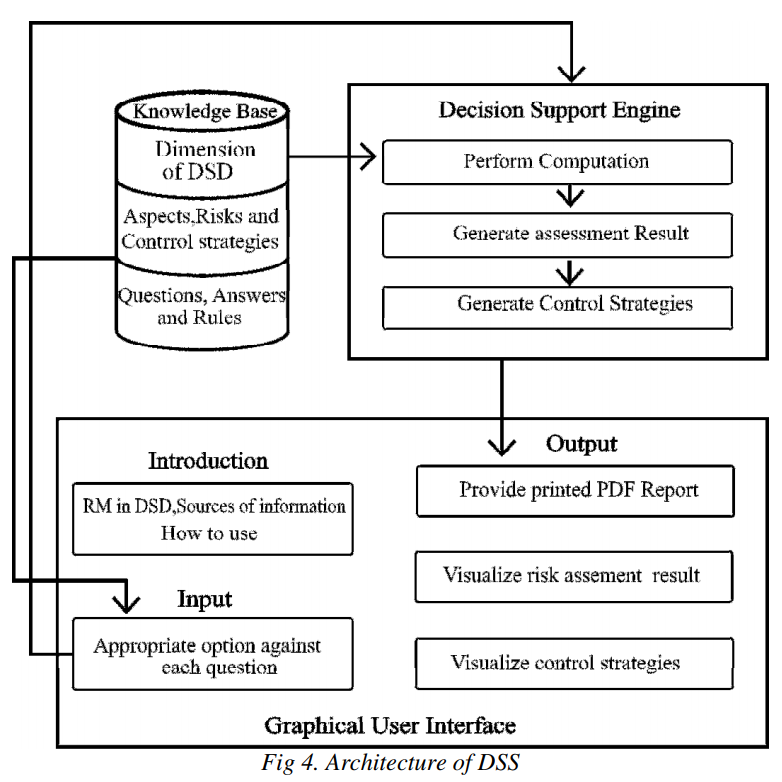 Knowledge Base
Dimension
of DSD
Aspects,Risks and
Contrrol strategies
Questions, Answers
and Rules
Decision Support Engine
Perform Computation
Generate assessment Result
Generate Control Strategies
Introduction
RM in DSD,Sources of information
How to use
Input
Appropriate option against
each question
Output
Provide printed PDF Report
Visualize risk assement result
Visualize control strategies
Graphical User Interface
Fig 4. Architecture of DSS